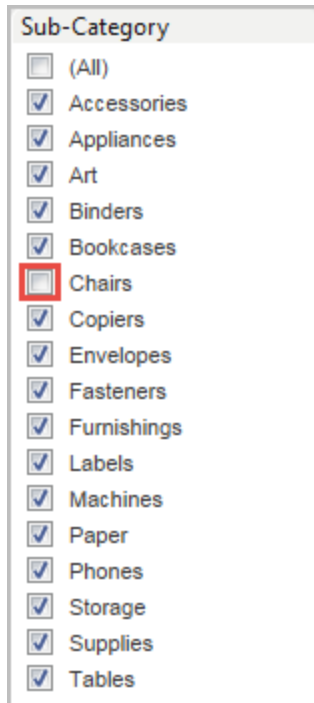 Sub-Category
(All)
Accessories
Appliances
Art
Binders
Bookcases
Chairs
Copiers
Envelopes
Fasteners
Furnishings
Labels
Machines
Paper
Phones
Storage
Supplies
Tables